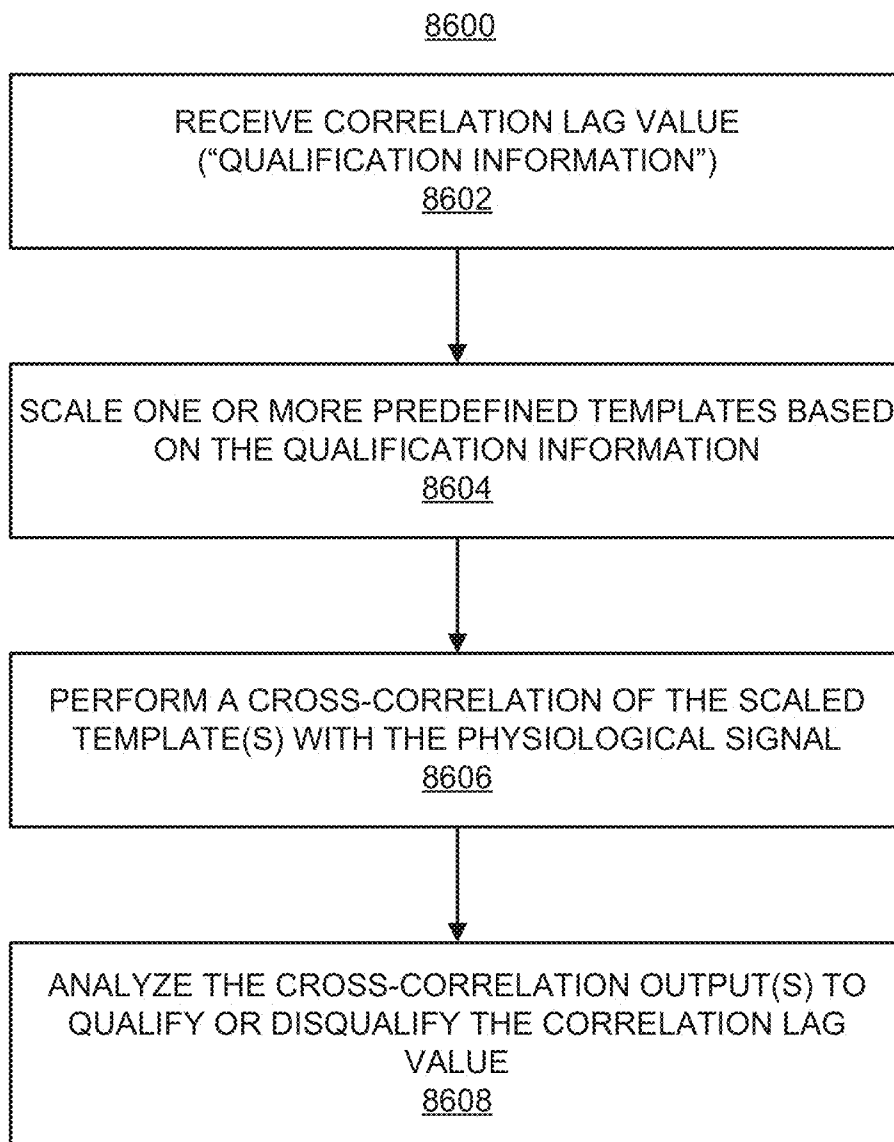 8600
RECEIVE CORRELATION LAG VALUE
("QUALIFICATION INFORMATION")
8602
SCALE ONE OR MORE PREDEFINED TEMPLATES BASED
ON THE QUALIFICATION INFORMATION
8604
PERFORM A CROSS-CORRELATION OF THE SCALED
TEMPLATE(S) WITH THE PHYSIOLOGICAL SIGNAL
8606
ANALYZE THE CROSS-CORRELATION OUTPUT(S) TO
QUALIFY OR DISQUALIFY THE CORRELATION LAG
VALUE
8608